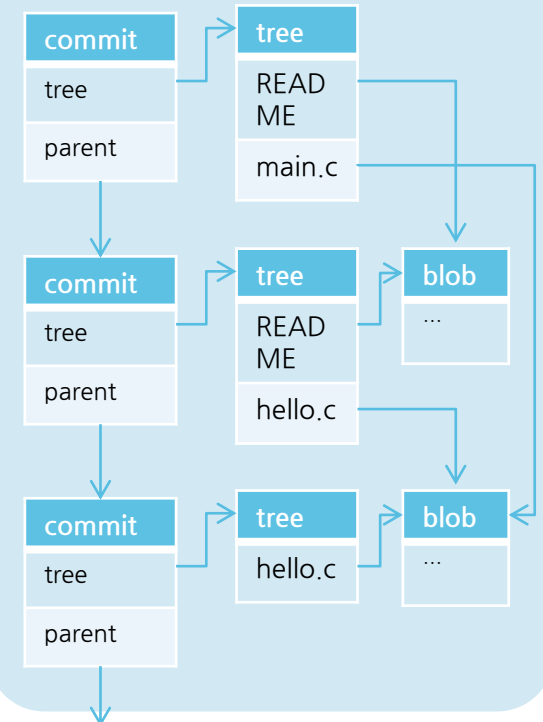 commit
tree
parent
tree
READ
ME
main.c
commit
tree
parent
tree
READ
ME
hello.c
blob
...
commit
tree
parent
tree
hello.c
blob
...